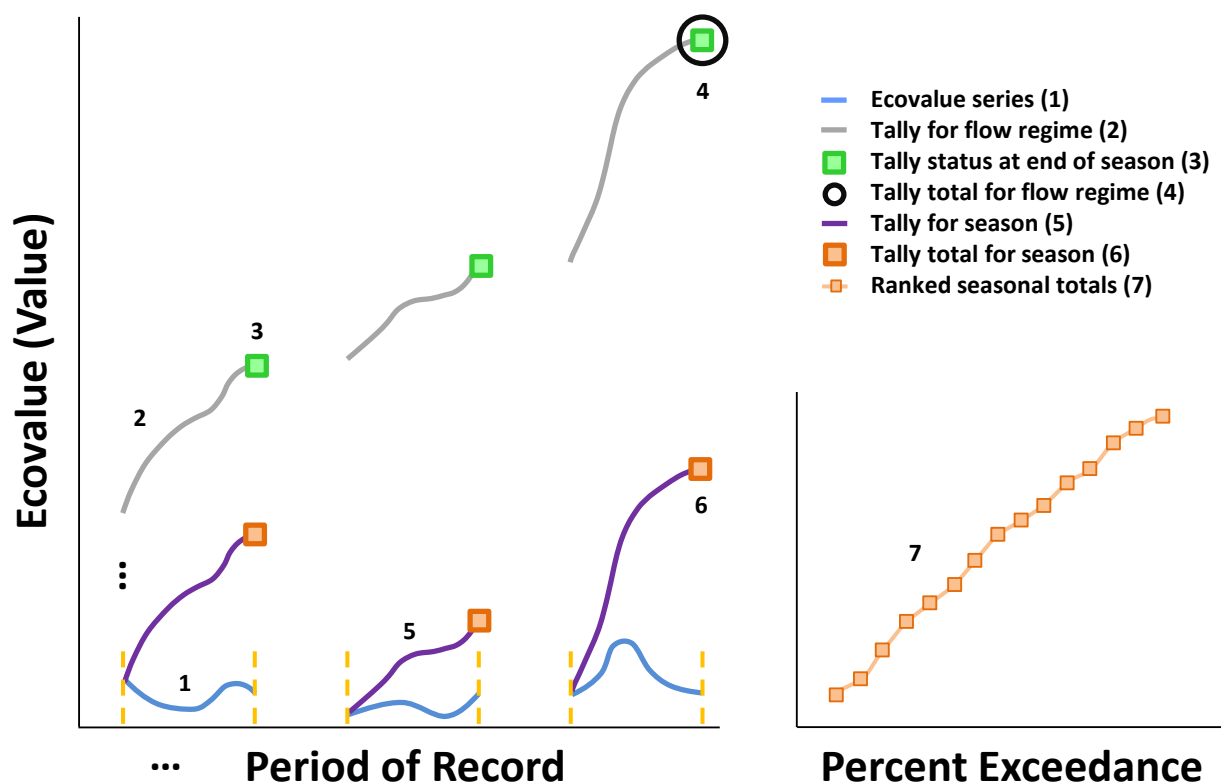 Ecovalue (Value)
4
3
2
6
5
1
...
...
Period of Record
Ecovalue series (1)
Tally for flow regime (2)
Tally status at end of season (3)
Tally total for flow regime (4)
Tally for season (5)
Tally total for season (6)
Ranked seasonal totals (7)
7
Percent Exceedance